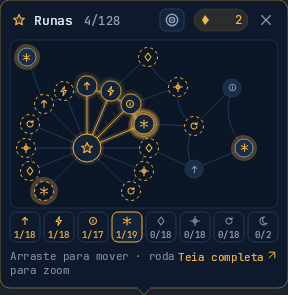 Runas 4/128 2
1/18 1/18 1/17 1/19 0/18 0/18 0/18 0/2
Arraste para mover · roda Teia completa
para zoom